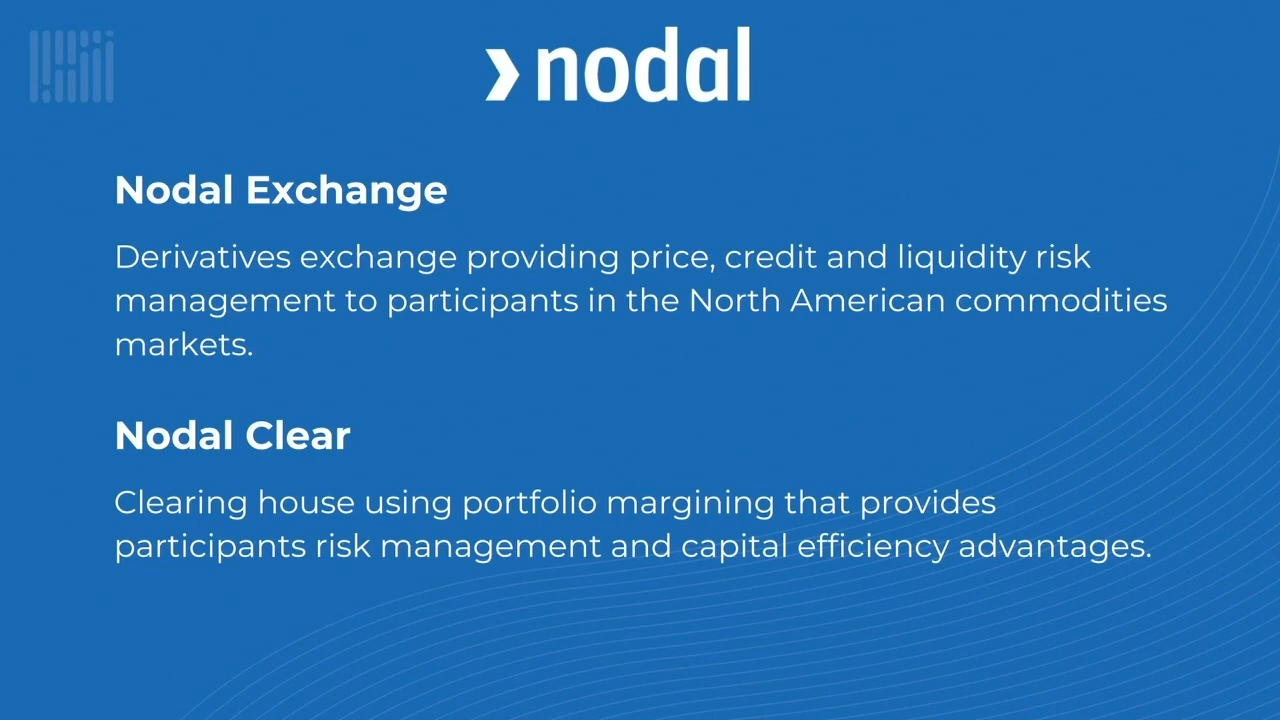 nodal
Nodal Exchange
Derivatives exchange providing price, credit and liquidity risk
management to participants in the North American commodities
markets.
Nodal Clear
Clearing house using portfolio margining that provides
participants risk management and capital efficiency advantages.